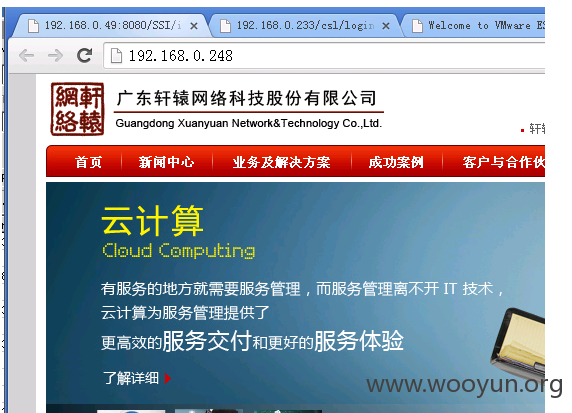 192.168.0.49:8080/SSI/i
192.168.0.233/csl/login
Welcome to VMware ES
192.168.0.248
網軒
絡轅
广东轩辕网络科技股份有限公司
Guangdong Xuanyuan Network&Technology Co.,Ltd.
首页 新闻中心 业务及解决方案 成功案例 客户与合作伙
云计算
Cloud Computing
有服务的地方就需要服务管理，而服务管理离不开 IT 技术，
云计算为服务管理提供了
更高效的服务交付和更好的服务体验
了解详细
www.wooyun.org